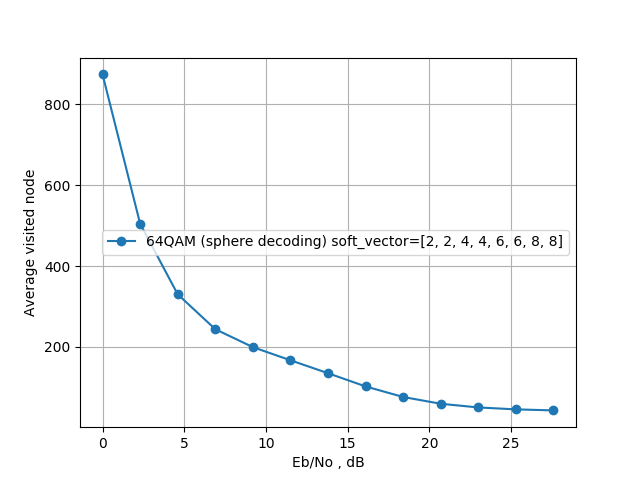 800
600
400
200
Average visited node
64QAM (sphere decoding) soft_vector=[2, 2, 4, 4, 6, 6, 8, 8]
0 5 10 15 20 25
Eb/No , dB